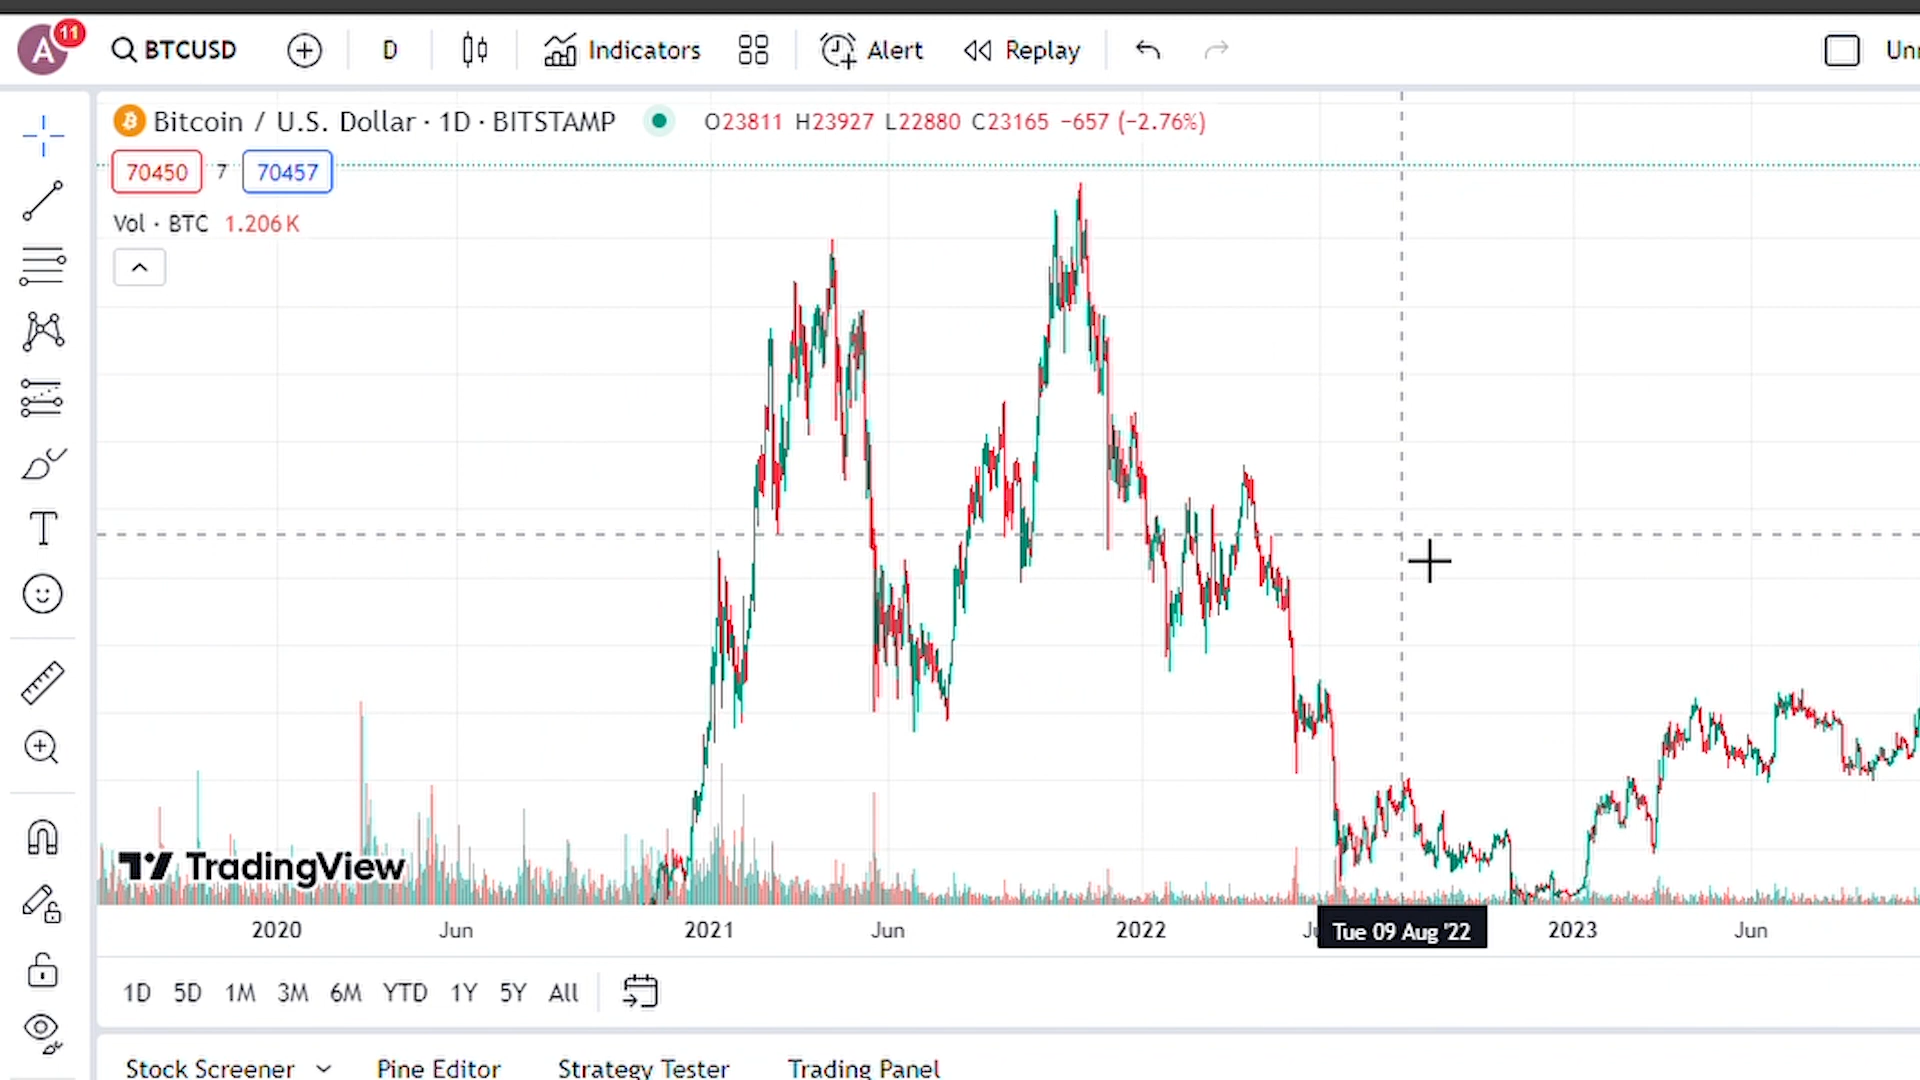 A 11 BTCUSD D Indicators Alert Replay
Bitcoin / U.S. Dollar · 1D · BITSTAMP O23811 H23927 L22880 C23165 −657 (−2.76%)
70450 7 70457
Vol · BTC 1.206K
TradingView
2020 Jun 2021 Jun 2022 Tue 09 Aug '22 2023 Jun
1D 5D 1M 3M 6M YTD 1Y 5Y All
Stock Screener Pine Editor Strategy Tester Trading Panel